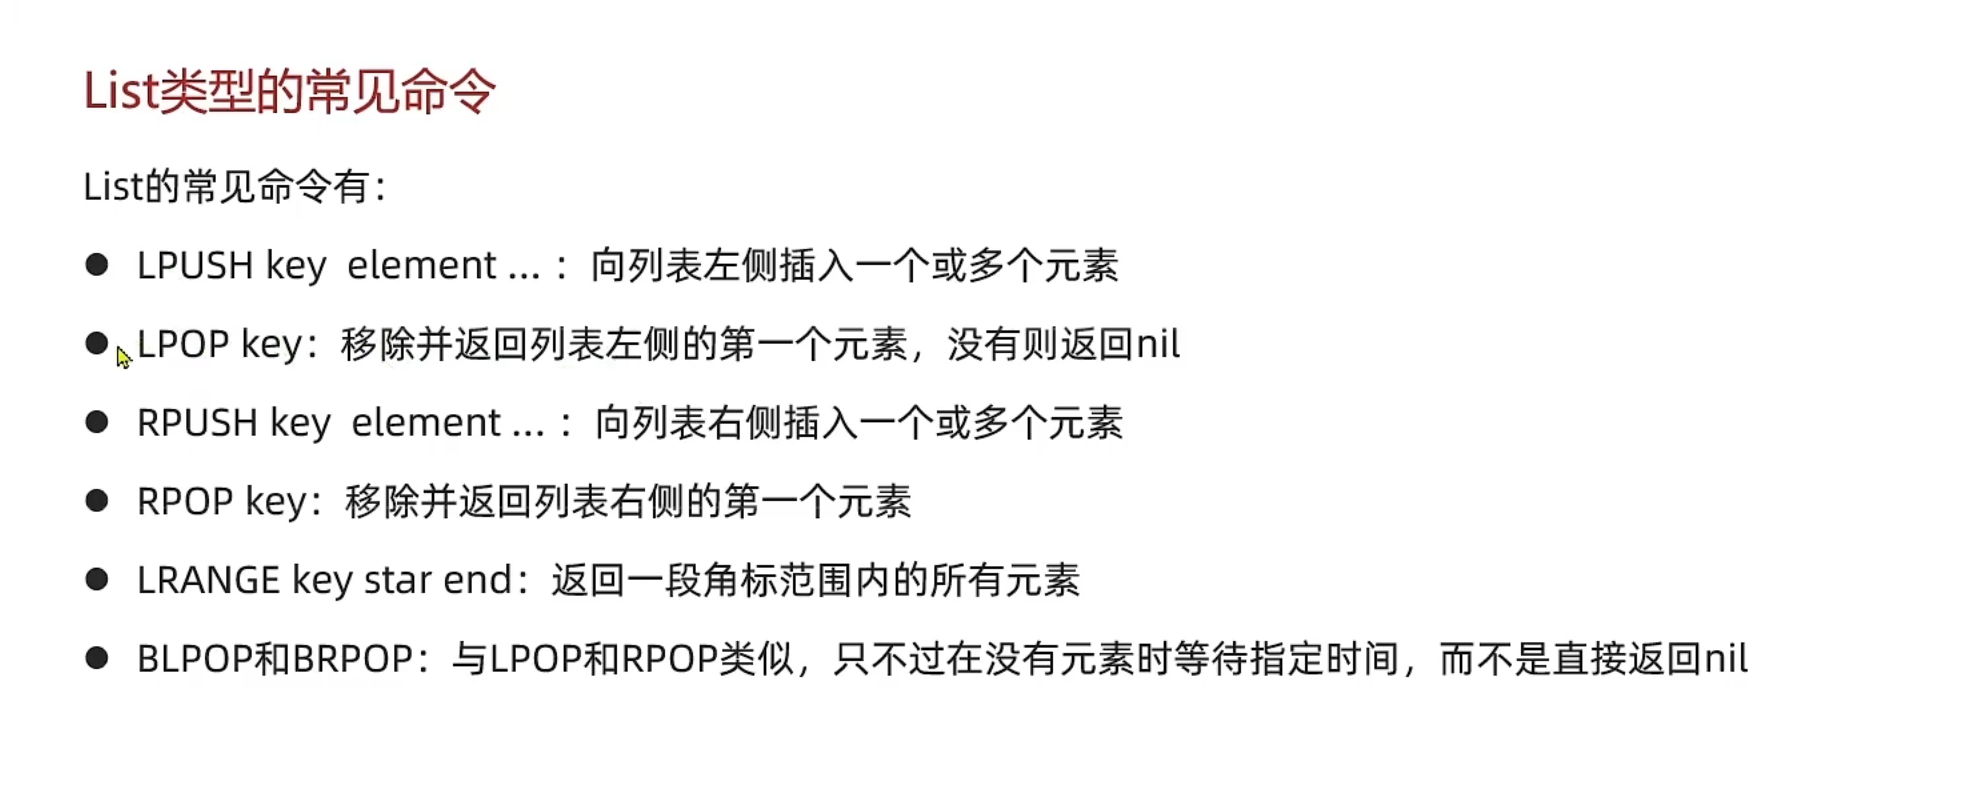 List类型的常见命令
List的常见命令有：
● LPUSH key  element ... ：向列表左侧插入一个或多个元素
● LPOP key：移除并返回列表左侧的第一个元素，没有则返回nil
● RPUSH key  element ... ：向列表右侧插入一个或多个元素
● RPOP key：移除并返回列表右侧的第一个元素
● LRANGE key star end：返回一段角标范围内的所有元素
● BLPOP和BRPOP：与LPOP和RPOP类似，只不过在没有元素时等待指定时间，而不是直接返回nil